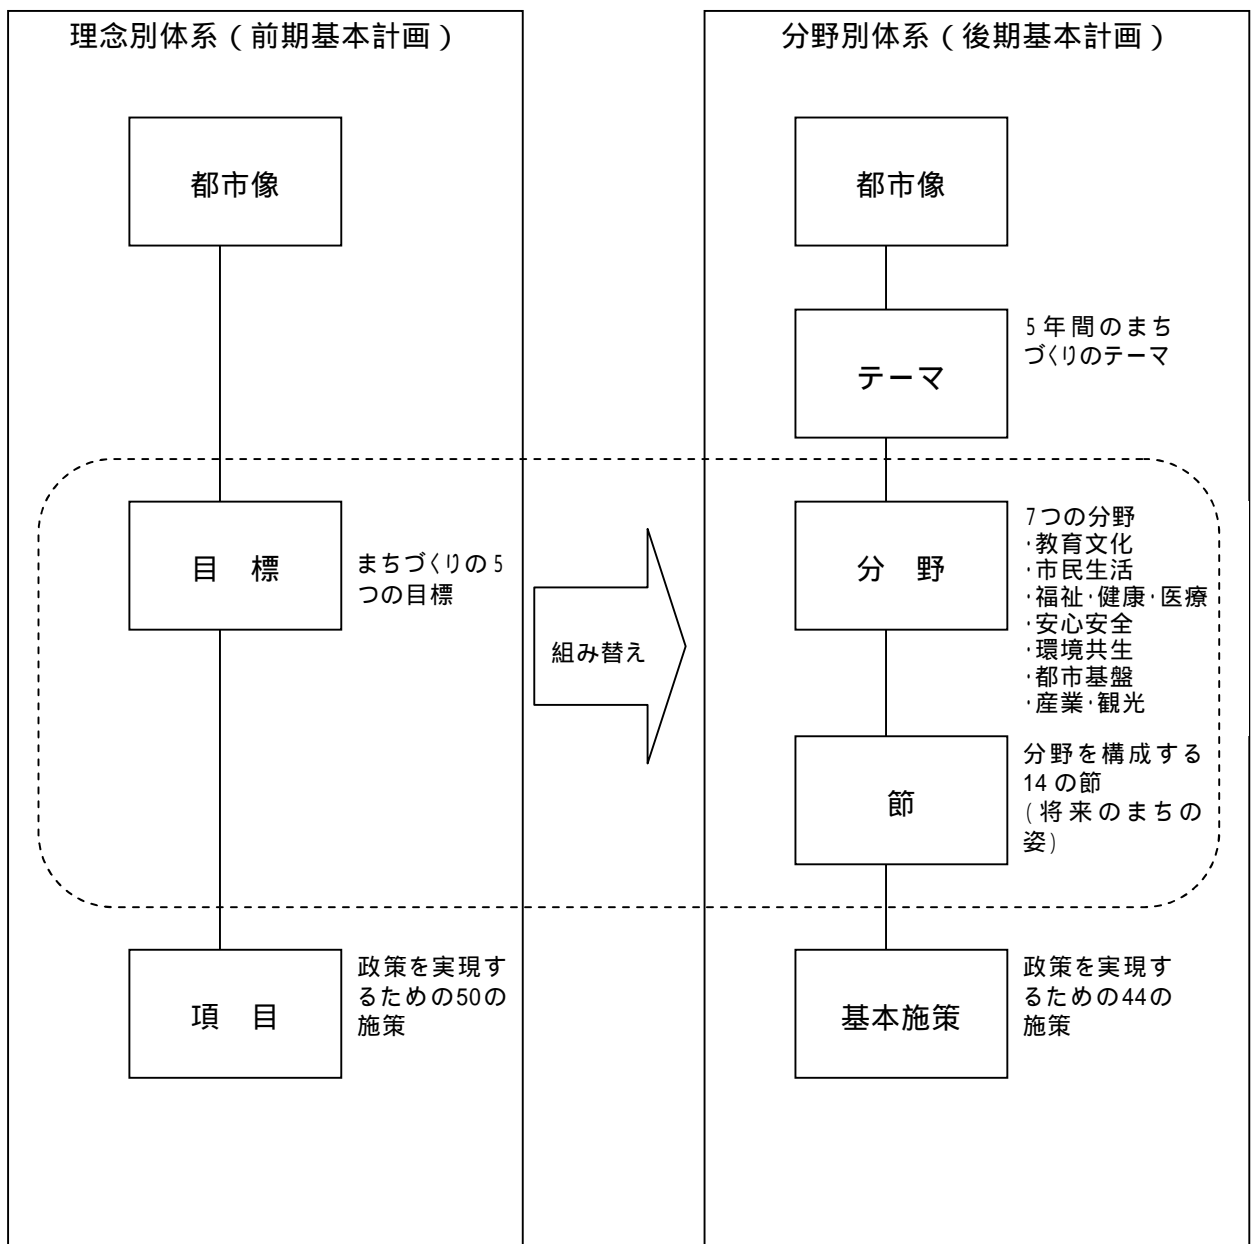 理念別体系（前期基本計画）
都市像
目　標
まちづくりの5
つの目標
項　目
政策を実現す
るための50の
施策
組み替え
分野別体系（後期基本計画）
都市像
テーマ
5年間のまち
づくりのテーマ
分　野
7つの分野
・教育文化
・市民生活
・福祉・健康・医療
・安心安全
・環境共生
・都市基盤
・産業・観光
節
分野を構成する
14の節
(将来のまちの
姿)
基本施策
政策を実現す
るための44の
施策